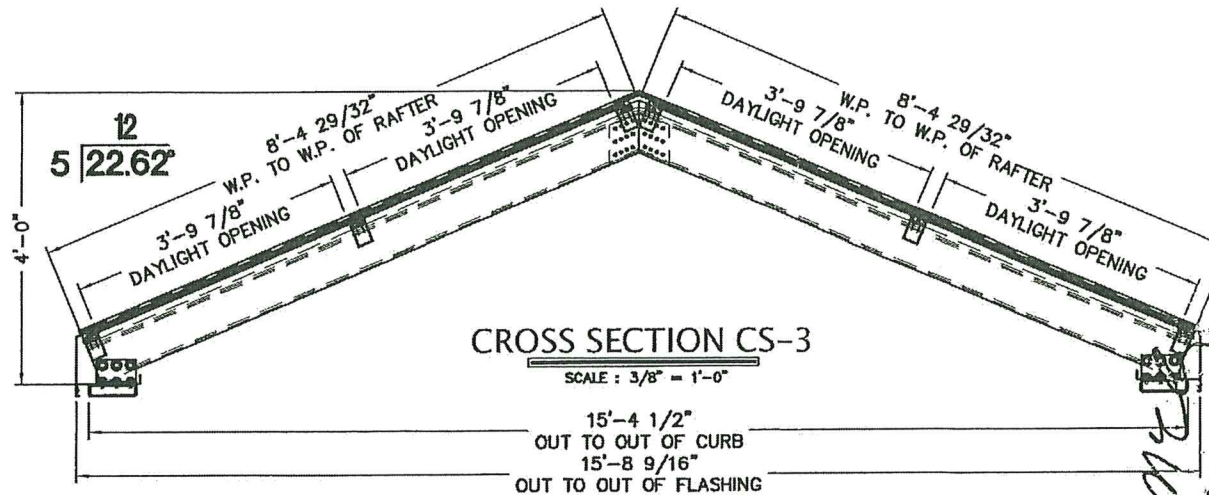 8'-4 29/32"
W.P. TO W.P. OF RAFTER
3'-9 7/8"
DAYLIGHT OPENING
3'-9 7/8"
DAYLIGHT OPENING
8'-4 29/32"
W.P. TO W.P. OF RAFTER
3'-9 7/8"
DAYLIGHT OPENING
3'-9 7/8"
DAYLIGHT OPENING
12
5 22.62°
4'-0"
CROSS SECTION CS-3
SCALE : 3/8" = 1'-0"
15'-4 1/2"
OUT TO OUT OF CURB
15'-8 9/16"
OUT TO OUT OF FLASHING